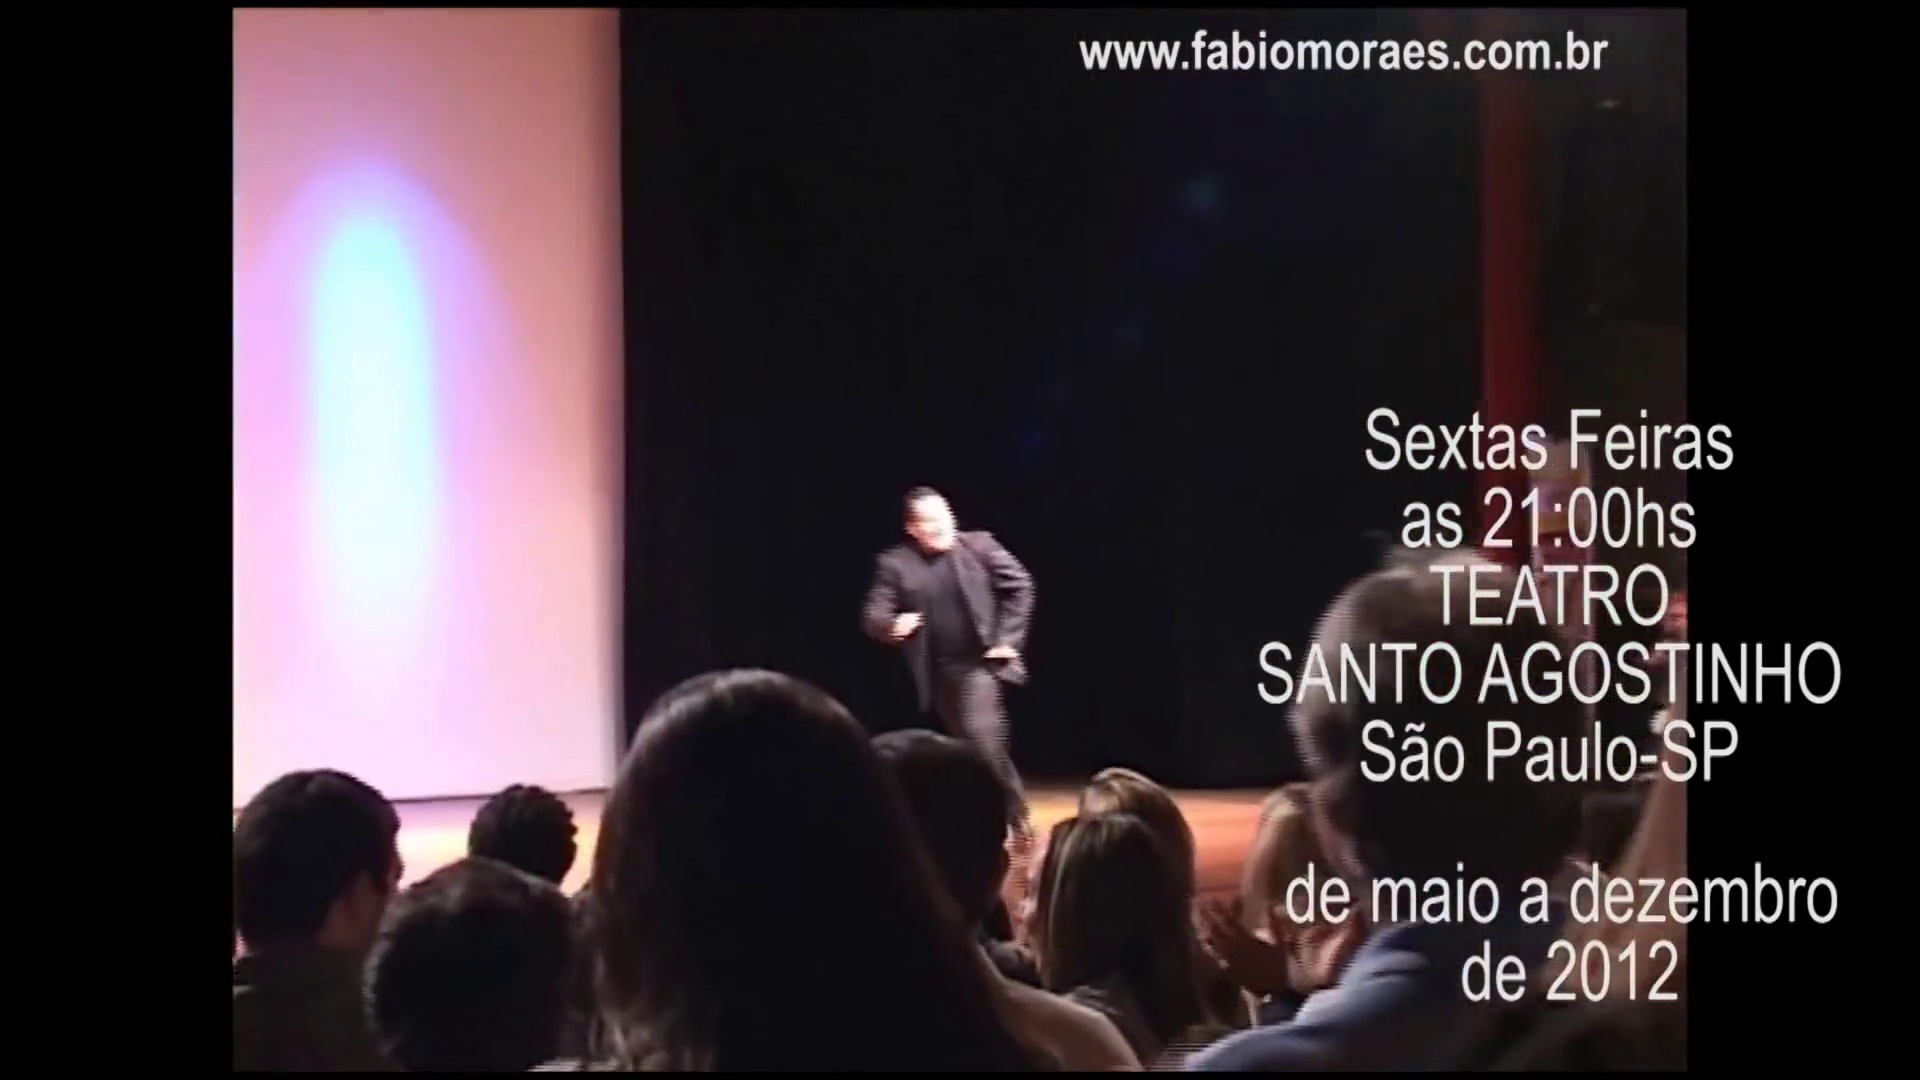 www.fabiomoraes.com.br
Sextas Feiras
as 21:00hs
TEATRO
SANTO AGOSTINHO
São Paulo-SP
de maio a dezembro
de 2012